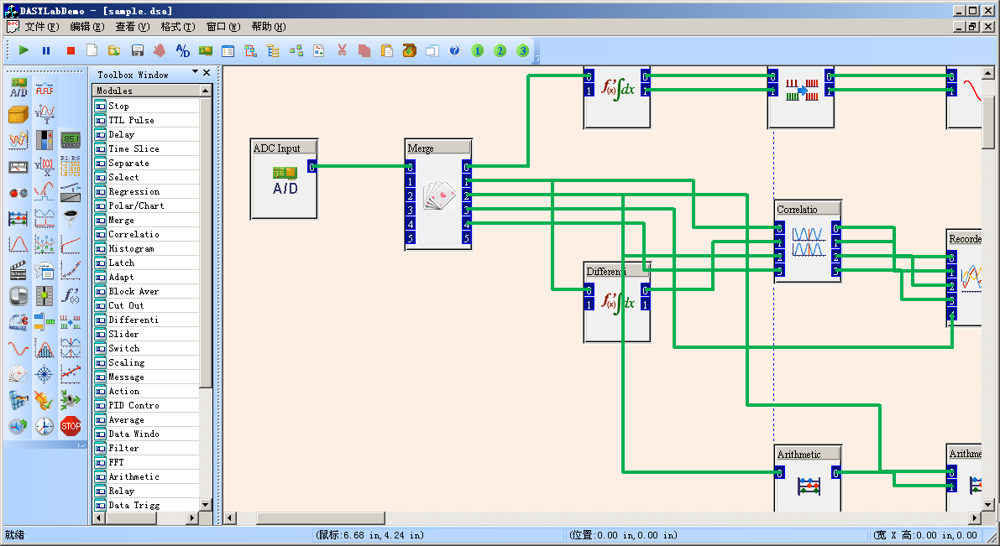 DASYLabDemo - [sample.dsa]
文件(F) 编辑(E) 查看(V) 格式(T) 窗口(W) 帮助(H)
A/D 1 2 3
Toolbox Window
Modules
Stop
TTL Pulse
Delay
Time Slice
Separate
Select
Regression
Polar/Chart
Merge
Correlatio
Histogram
Latch
Adapt
Block Aver
Cut Out
Differenti
Slider
Switch
Scaling
Message
Action
PID Contro
Average
Data Windo
Filter
FFT
Arithmetic
Relay
Data Trigg
A/D
85.1
STOP
ADC Input
0
A/D
Merge
0 0
1 1
2 2
3 3
4 4
5 5
0 0
1 f'(x)∫dx 1
0 0
1 1
0
1
Differenti
0 0
1 f'(x)∫dx 1
Correlatio
0 0
1 1
2 2
3 3
Recorde
0
1
2
3
4
Arithmetic
0 0
Arithme
0
1
就绪
(鼠标:6.68 in,4.24 in)
(位置:0.00 in,0.00 in)
(宽 X 高:0.00 in,0.00